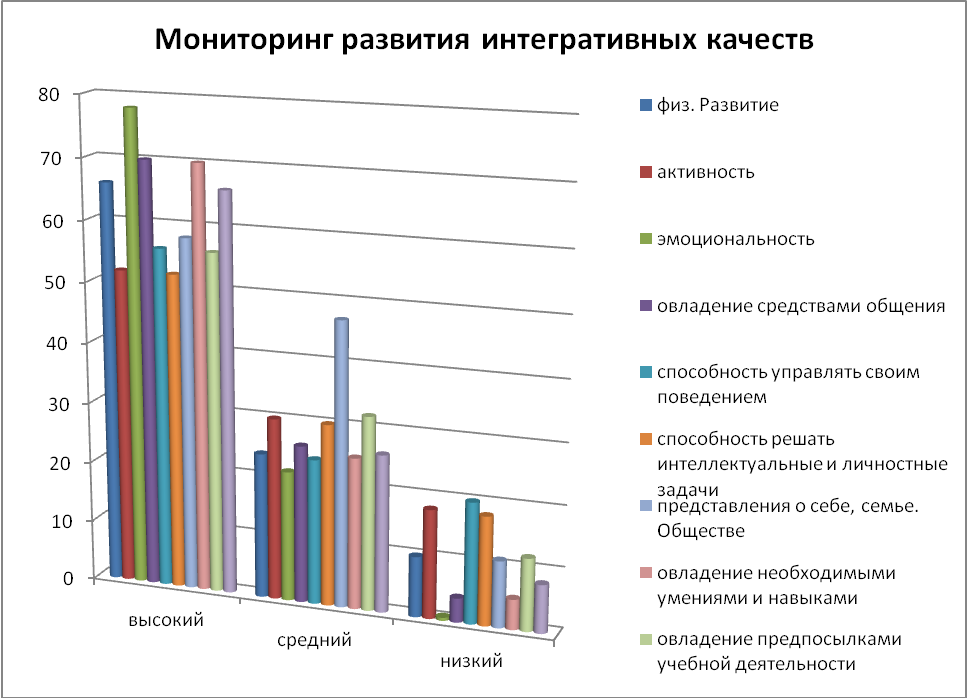 Мониторинг развития интегративных качеств
80
70
60
50
40
30
20
10
0
высокий
средний
низкий
физ. Развитие
активность
эмоциональность
овладение средствами общения
способность управлять своим
поведением
способность решать
интеллектуальные и личностные
задачи
представления о себе, семье.
Обществе
овладение необходимыми
умениями и навыками
овладение предпосылками
учебной деятельности